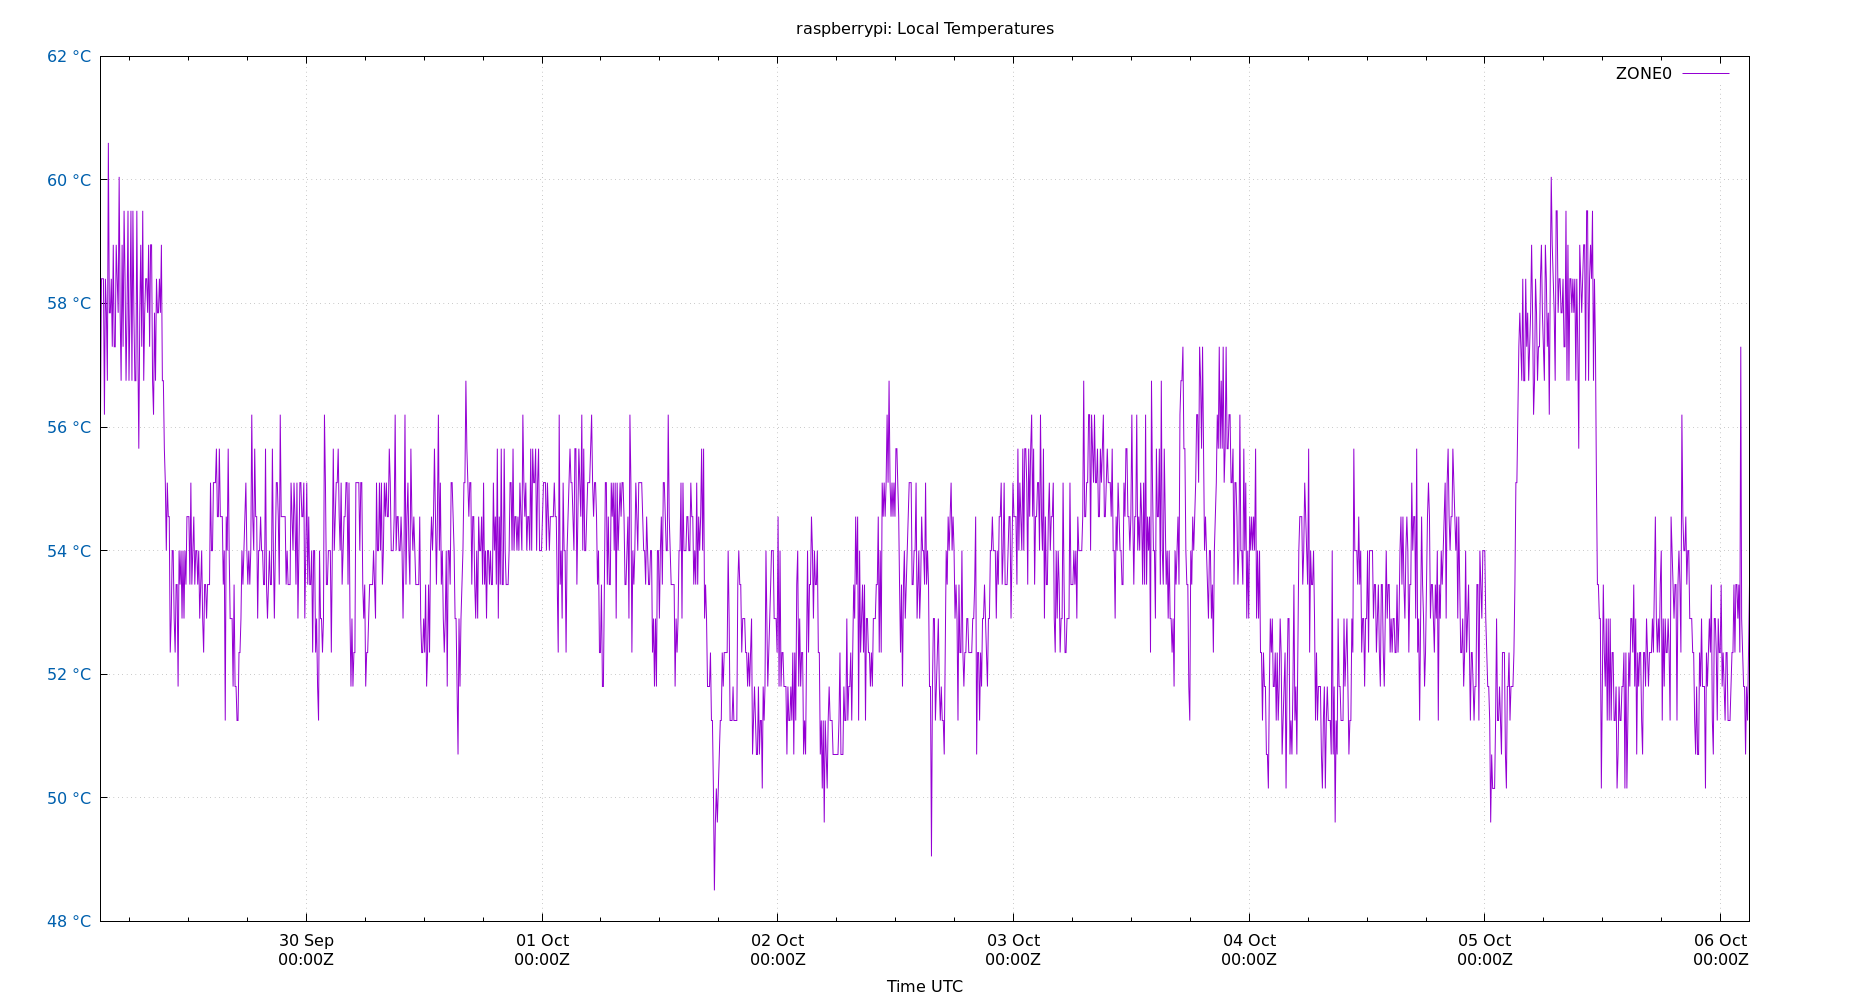 raspberrypi: Local Temperatures
ZONE0
62 °C
60 °C
58 °C
56 °C
54 °C
52 °C
50 °C
48 °C
30 Sep 01 Oct 02 Oct 03 Oct 04 Oct 05 Oct 06 Oct
00:00Z 00:00Z 00:00Z 00:00Z 00:00Z 00:00Z 00:00Z
Time UTC